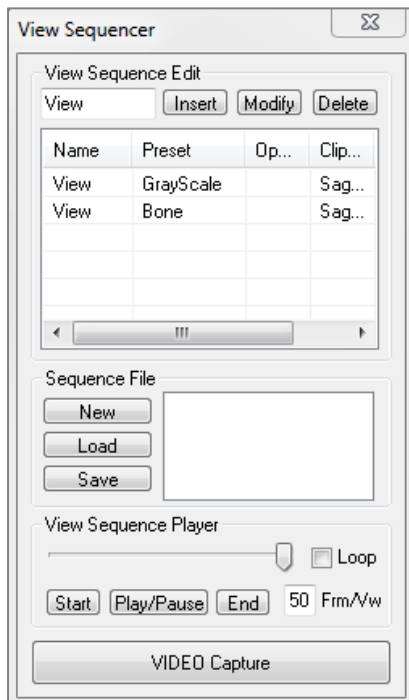 View Sequencer
View Sequence Edit
View Insert Modify Delete
Name Preset Op... Clip...
View GrayScale Sag...
View Bone Sag...
Sequence File
New
Load
Save
View Sequence Player
Loop
Start Play/Pause End 50 Frm/Vw
VIDEO Capture